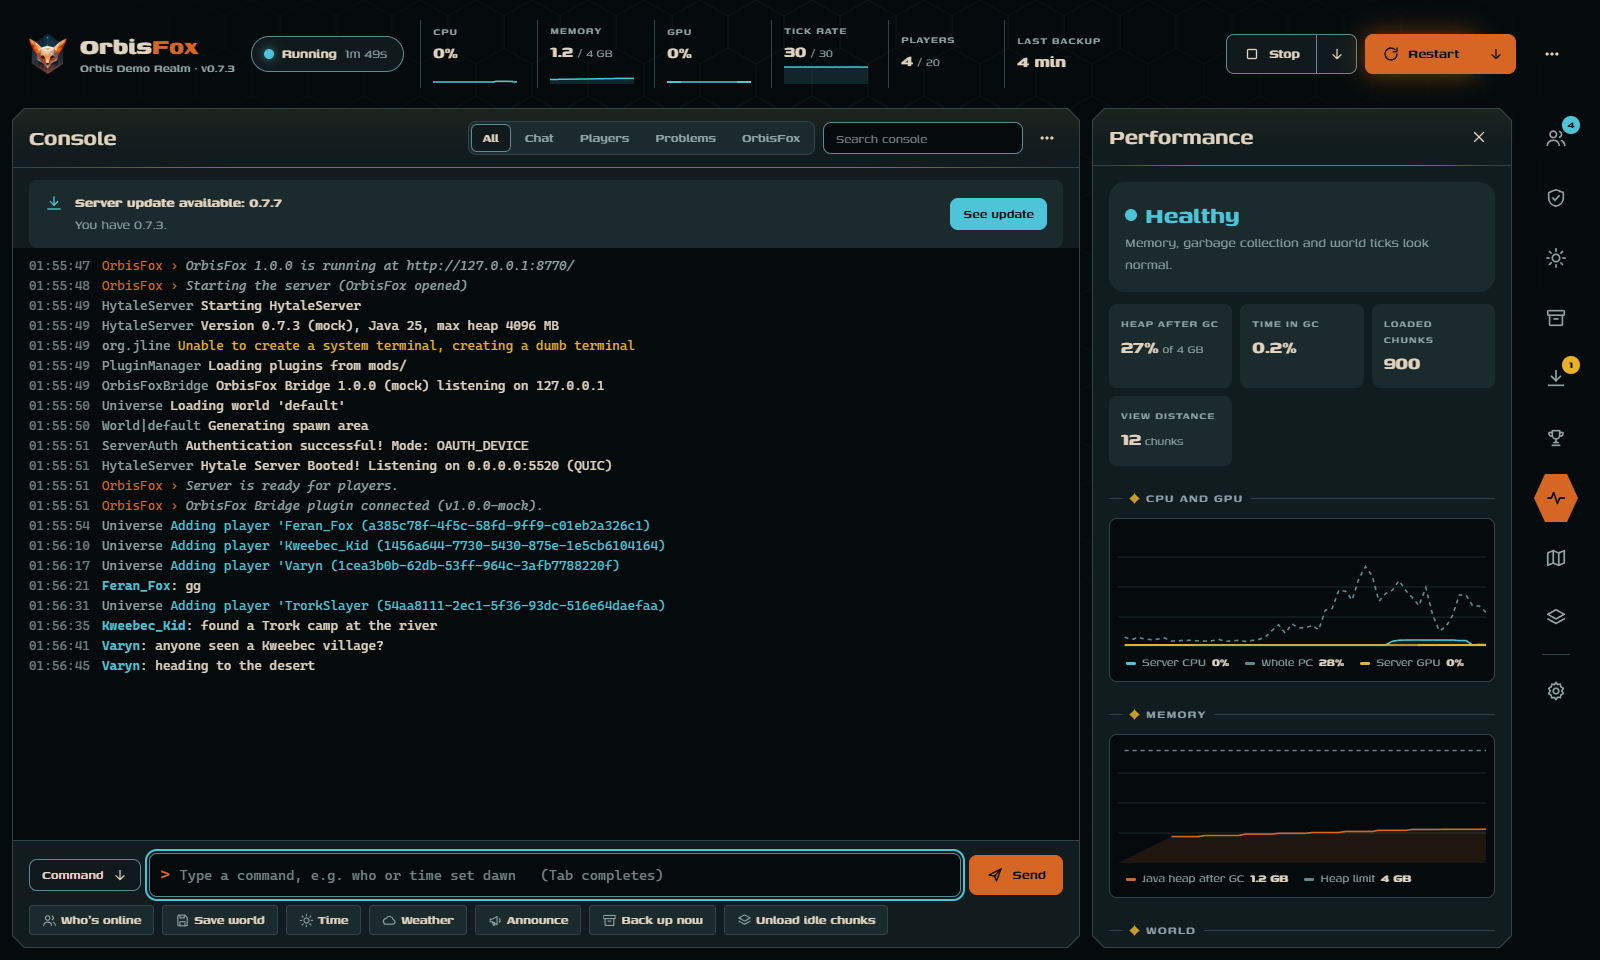 OrbisFox
Orbis Demo Realm · v0.7.3
Running 1m 49s
CPU
0%
MEMORY
1.2 / 4 GB
GPU
0%
TICK RATE
30 / 30
PLAYERS
4 / 20
LAST BACKUP
4 min
Stop
Restart
Console
All
Chat
Players
Problems
OrbisFox
Search console
Server update available: 0.7.7
You have 0.7.3.
See update
01:55:47 OrbisFox › OrbisFox 1.0.0 is running at http://127.0.0.1:8770/
01:55:48 OrbisFox › Starting the server (OrbisFox opened)
01:55:49 HytaleServer Starting HytaleServer
01:55:49 HytaleServer Version 0.7.3 (mock), Java 25, max heap 4096 MB
01:55:49 org.jline Unable to create a system terminal, creating a dumb terminal
01:55:49 PluginManager Loading plugins from mods/
01:55:49 OrbisFoxBridge OrbisFox Bridge 1.0.0 (mock) listening on 127.0.0.1
01:55:50 Universe Loading world 'default'
01:55:50 World|default Generating spawn area
01:55:51 ServerAuth Authentication successful! Mode: OAUTH_DEVICE
01:55:51 HytaleServer Hytale Server Booted! Listening on 0.0.0.0:5520 (QUIC)
01:55:51 OrbisFox › Server is ready for players.
01:55:51 OrbisFox › OrbisFox Bridge plugin connected (v1.0.0-mock).
01:55:54 Universe Adding player 'Feran_Fox (a385c78f-4f5c-58fd-9ff9-c01eb2a326c1)
01:56:10 Universe Adding player 'Kweebec_Kid (1456a644-7730-5430-875e-1e5cb6104164)
01:56:17 Universe Adding player 'Varyn (1cea3b0b-62db-53ff-964c-3afb7788220f)
01:56:21 Feran_Fox: gg
01:56:31 Universe Adding player 'TrorkSlayer (54aa8111-2ec1-5f36-93dc-516e64daefaa)
01:56:35 Kweebec_Kid: found a Trork camp at the river
01:56:41 Varyn: anyone seen a Kweebec village?
01:56:45 Varyn: heading to the desert
Command
> Type a command, e.g. who or time set dawn (Tab completes)
Send
Who's online
Save world
Time
Weather
Announce
Back up now
Unload idle chunks
Performance
Healthy
Memory, garbage collection and world ticks look
normal.
HEAP AFTER GC
27% of 4 GB
TIME IN GC
0.2%
LOADED
CHUNKS
900
VIEW DISTANCE
12 chunks
CPU AND GPU
Server CPU 0%
Whole PC 28%
Server GPU 0%
MEMORY
Java heap after GC 1.2 GB
Heap limit 4 GB
WORLD
4
1